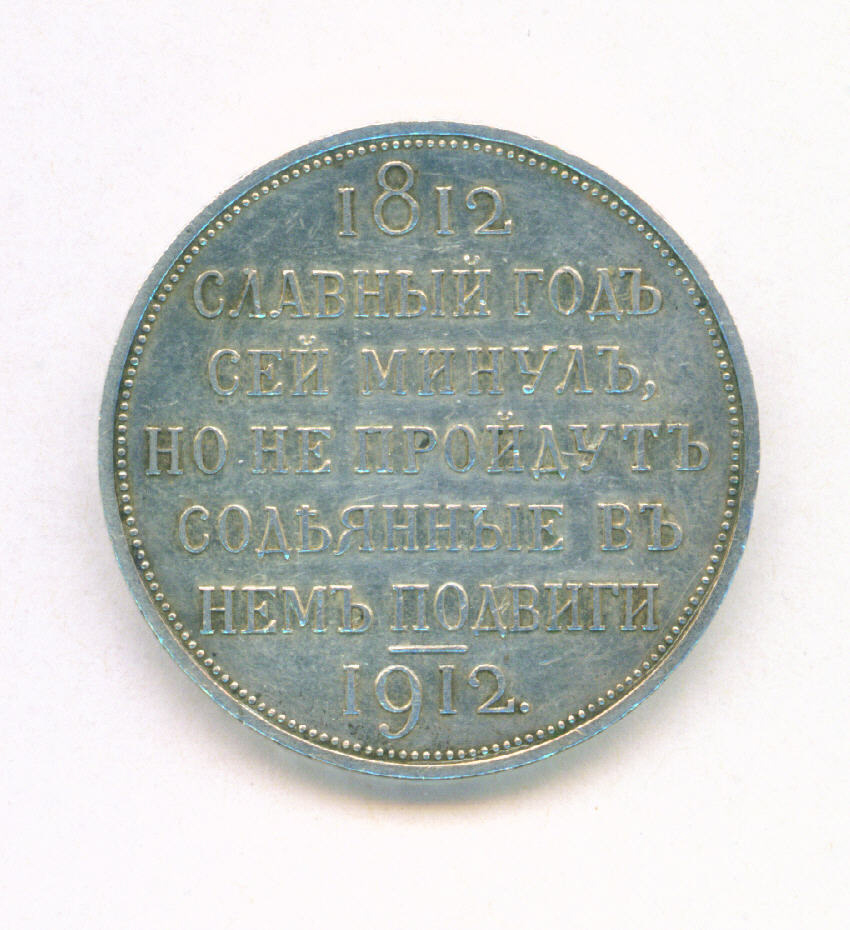 1812
СЛАВНЫЙ ГОДЪ
СЕЙ МИНУЛЪ,
НО НЕ ПРОЙДУТЪ
СОДѢЯННЫЕ ВЪ
НЕМЪ ПОДВИГИ
1912.